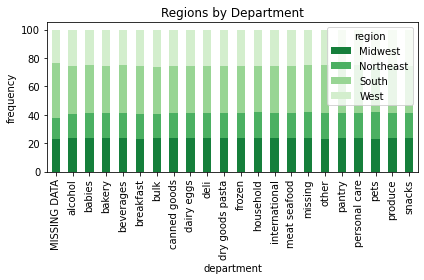 Regions by Department
region
Midwest
Northeast
South
West
frequency
100
80
60
40
20
0
MISSING DATA
alcohol
babies
bakery
beverages
breakfast
bulk
canned goods
dairy eggs
deli
dry goods pasta
frozen
household
international
meat seafood
missing
other
pantry
personal care
pets
produce
snacks
department